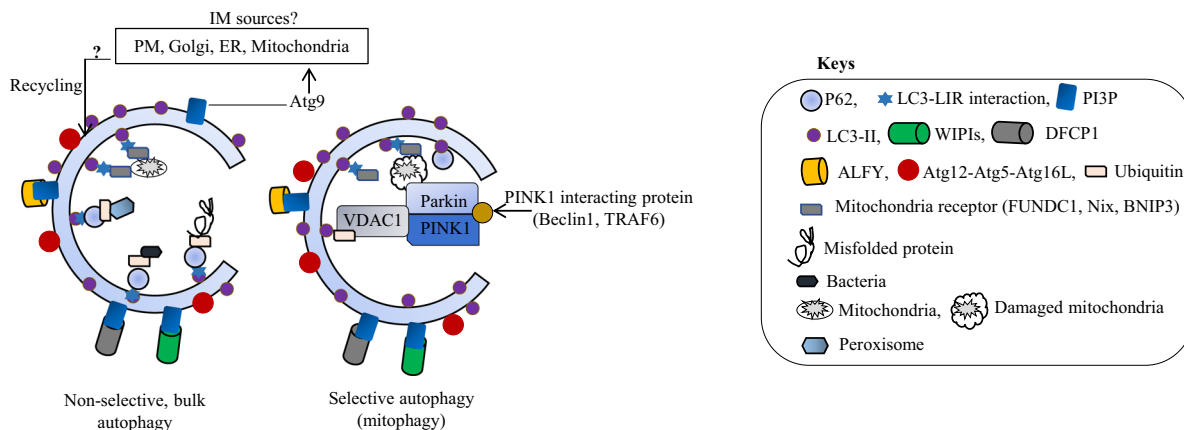 IM sources?
PM, Golgi, ER, Mitochondria
?
Recycling
Atg9
Parkin
VDAC1
PINK1
PINK1 interacting protein
(Beclin1, TRAF6)
Non-selective, bulk
autophagy
Selective autophagy
(mitophagy)
Keys
P62, LC3-LIR interaction, PI3P
LC3-II, WIPIs, DFCP1
ALFY, Atg12-Atg5-Atg16L, Ubiquitin
Mitochondria receptor (FUNDC1, Nix, BNIP3)
Misfolded protein
Bacteria
Mitochondria, Damaged mitochondria
Peroxisome